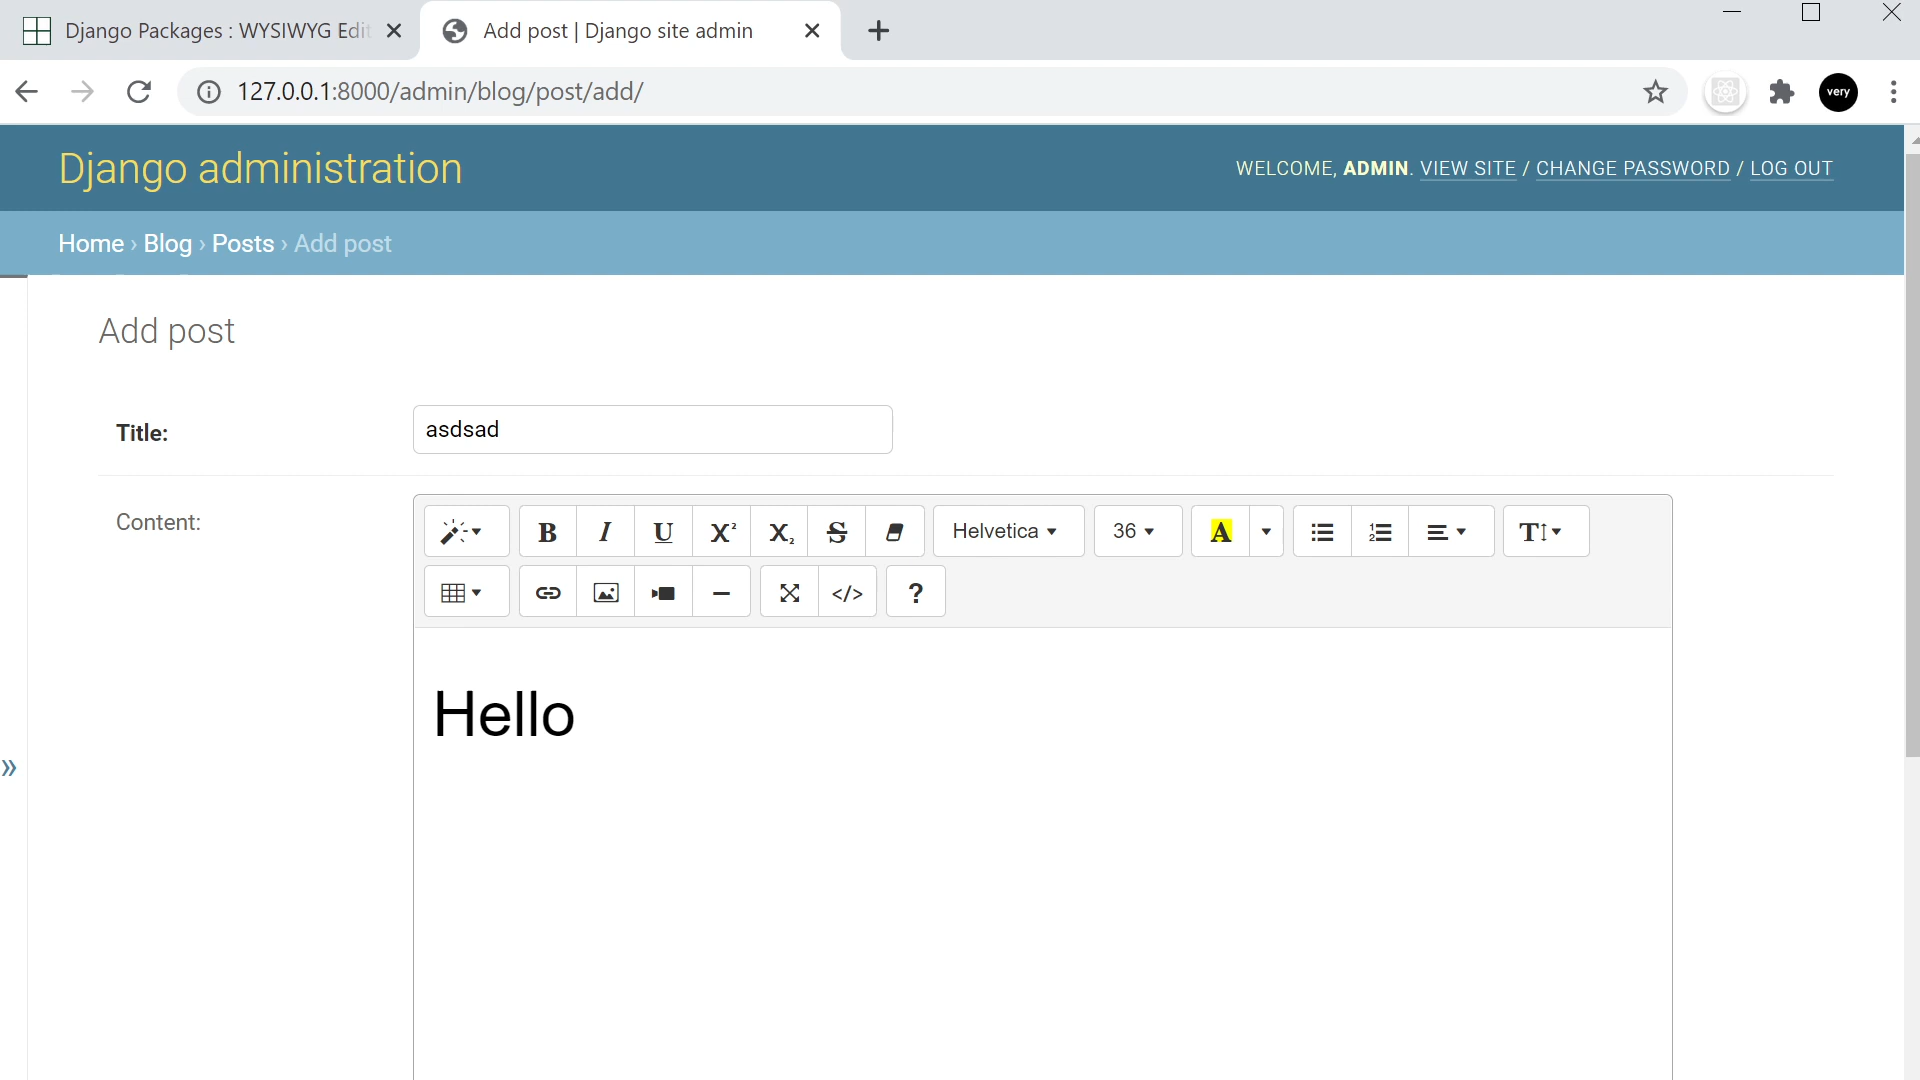 Django Packages : WYSIWYG Edit
Add post | Django site admin
127.0.0.1:8000/admin/blog/post/add/
very
Django administration
WELCOME, ADMIN. VIEW SITE / CHANGE PASSWORD / LOG OUT
Home › Blog › Posts › Add post
Add post
Title:
asdsad
Content:
B I U X² X₂ S Helvetica 36 A T
</> ?
Hello
»